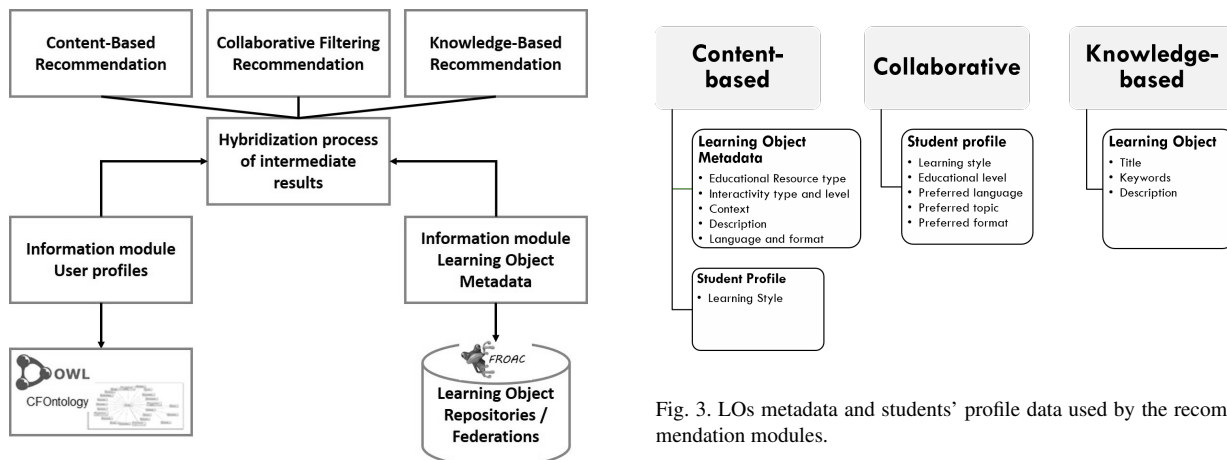 Content-Based
Recommendation
Collaborative Filtering
Recommendation
Knowledge-Based
Recommendation
Hybridization process
of intermediate
results
Information module
User profiles
Information module
Learning Object
Metadata
OWL
CFOntology
FROAC
Learning Object
Repositories /
Federations
Content-
based
Collaborative
Knowledge-
based
Learning Object
Metadata
• Educational Resource type
• Interactivity type and level
• Context
• Description
• Language and format
Student Profile
• Learning Style
Student profile
• Learning style
• Educational level
• Preferred language
• Preferred topic
• Preferred format
Learning Object
• Title
• Keywords
• Description
Fig. 3. LOs metadata and students' profile data used by the recom-
mendation modules.